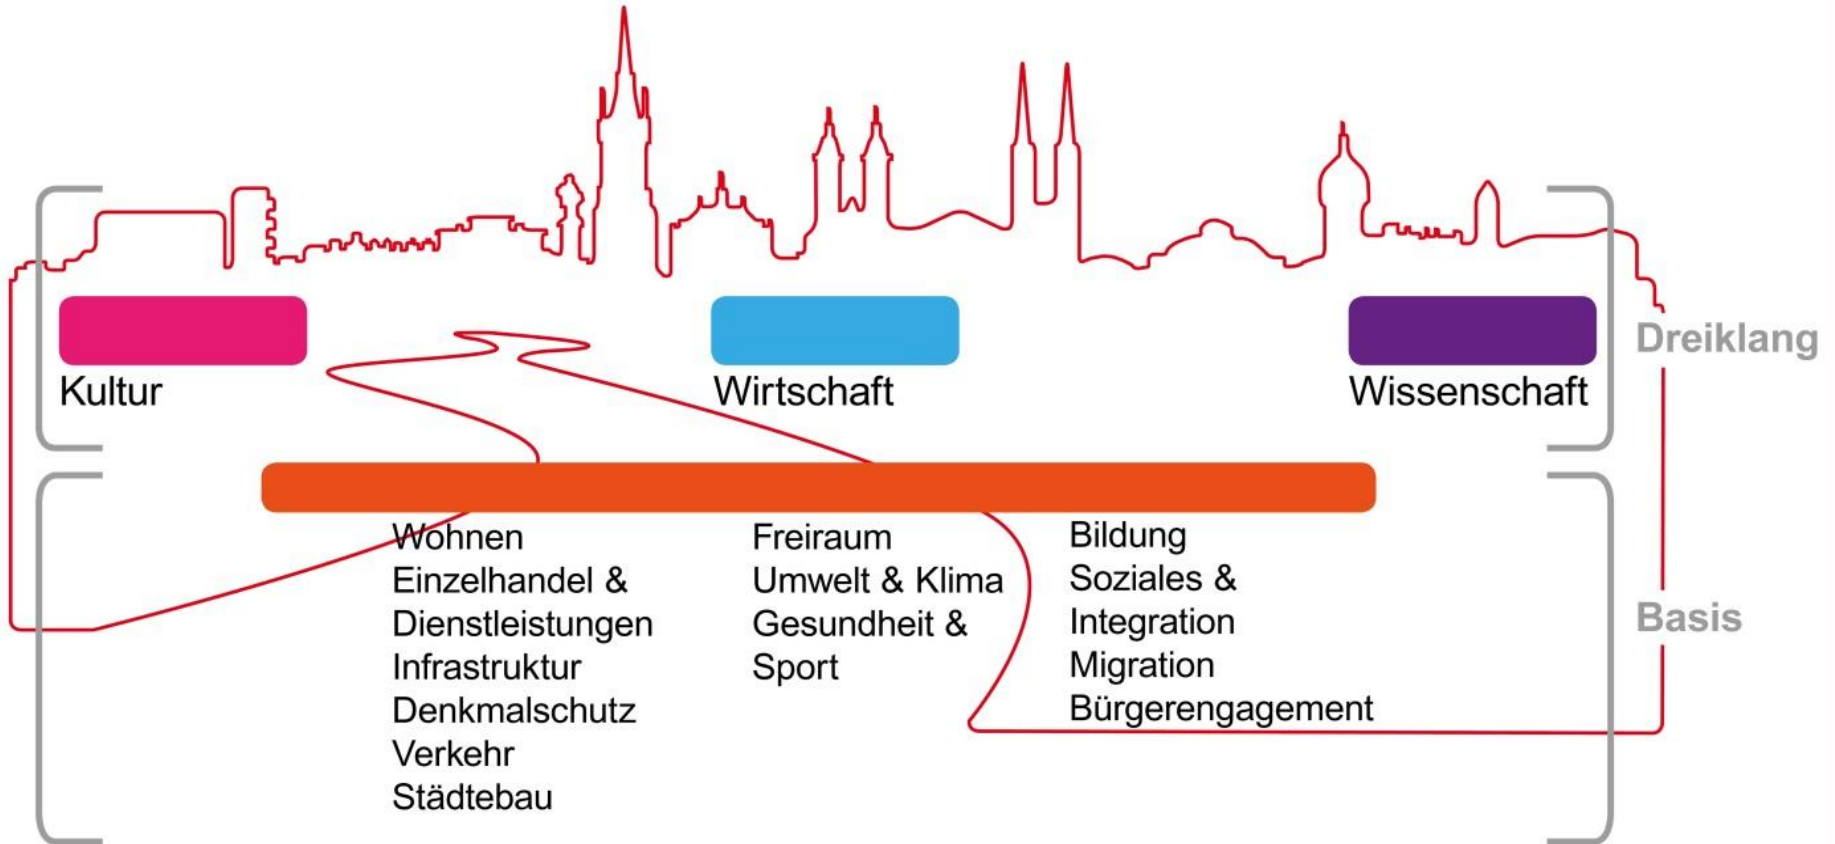 Kultur
Wirtschaft
Wissenschaft
Dreiklang
Wohnen
Einzelhandel &
Dienstleistungen
Infrastruktur
Denkmalschutz
Verkehr
Städtebau
Freiraum
Umwelt & Klima
Gesundheit &
Sport
Bildung
Soziales &
Integration
Migration
Bürgerengagement
Basis